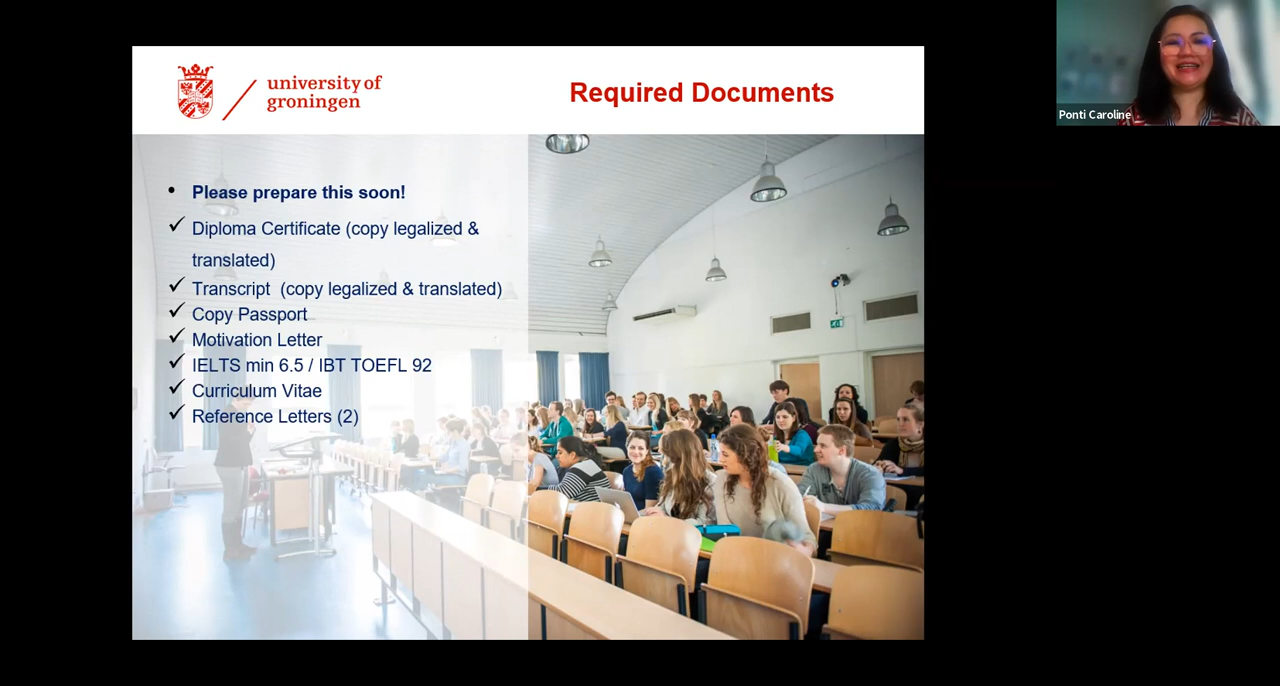 university of
groningen
Required Documents
Ponti Caroline
• Please prepare this soon!
✓ Diploma Certificate (copy legalized &
translated)
✓ Transcript (copy legalized & translated)
✓ Copy Passport
✓ Motivation Letter
✓ IELTS min 6.5 / IBT TOEFL 92
✓ Curriculum Vitae
✓ Reference Letters (2)